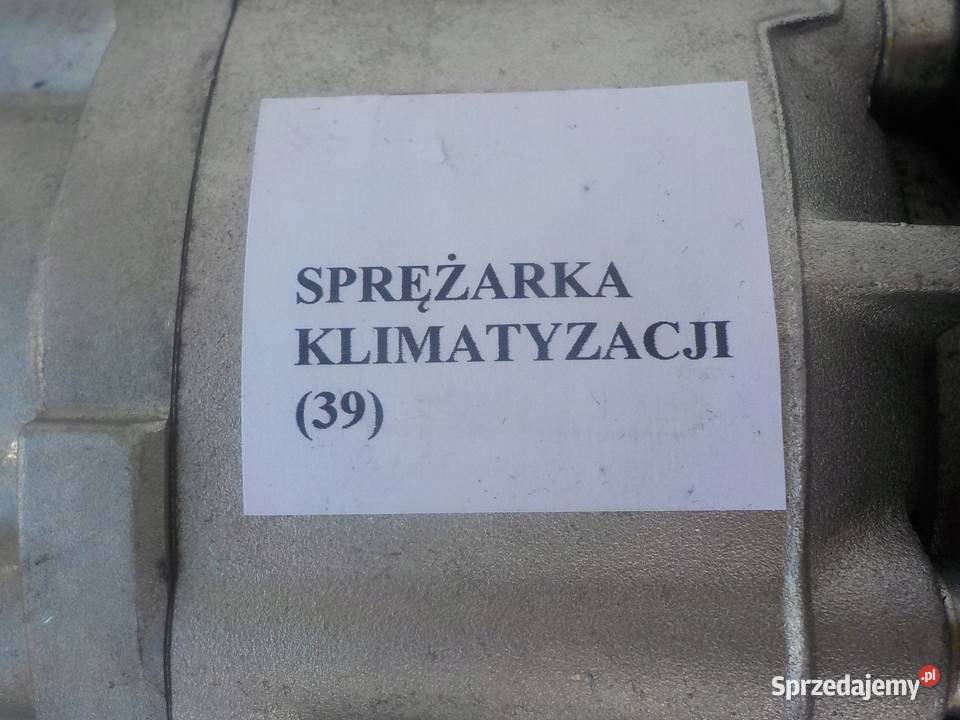 SPRĘŻARKA
KLIMATYZACJI
(39)
Sprzedajemy.pl